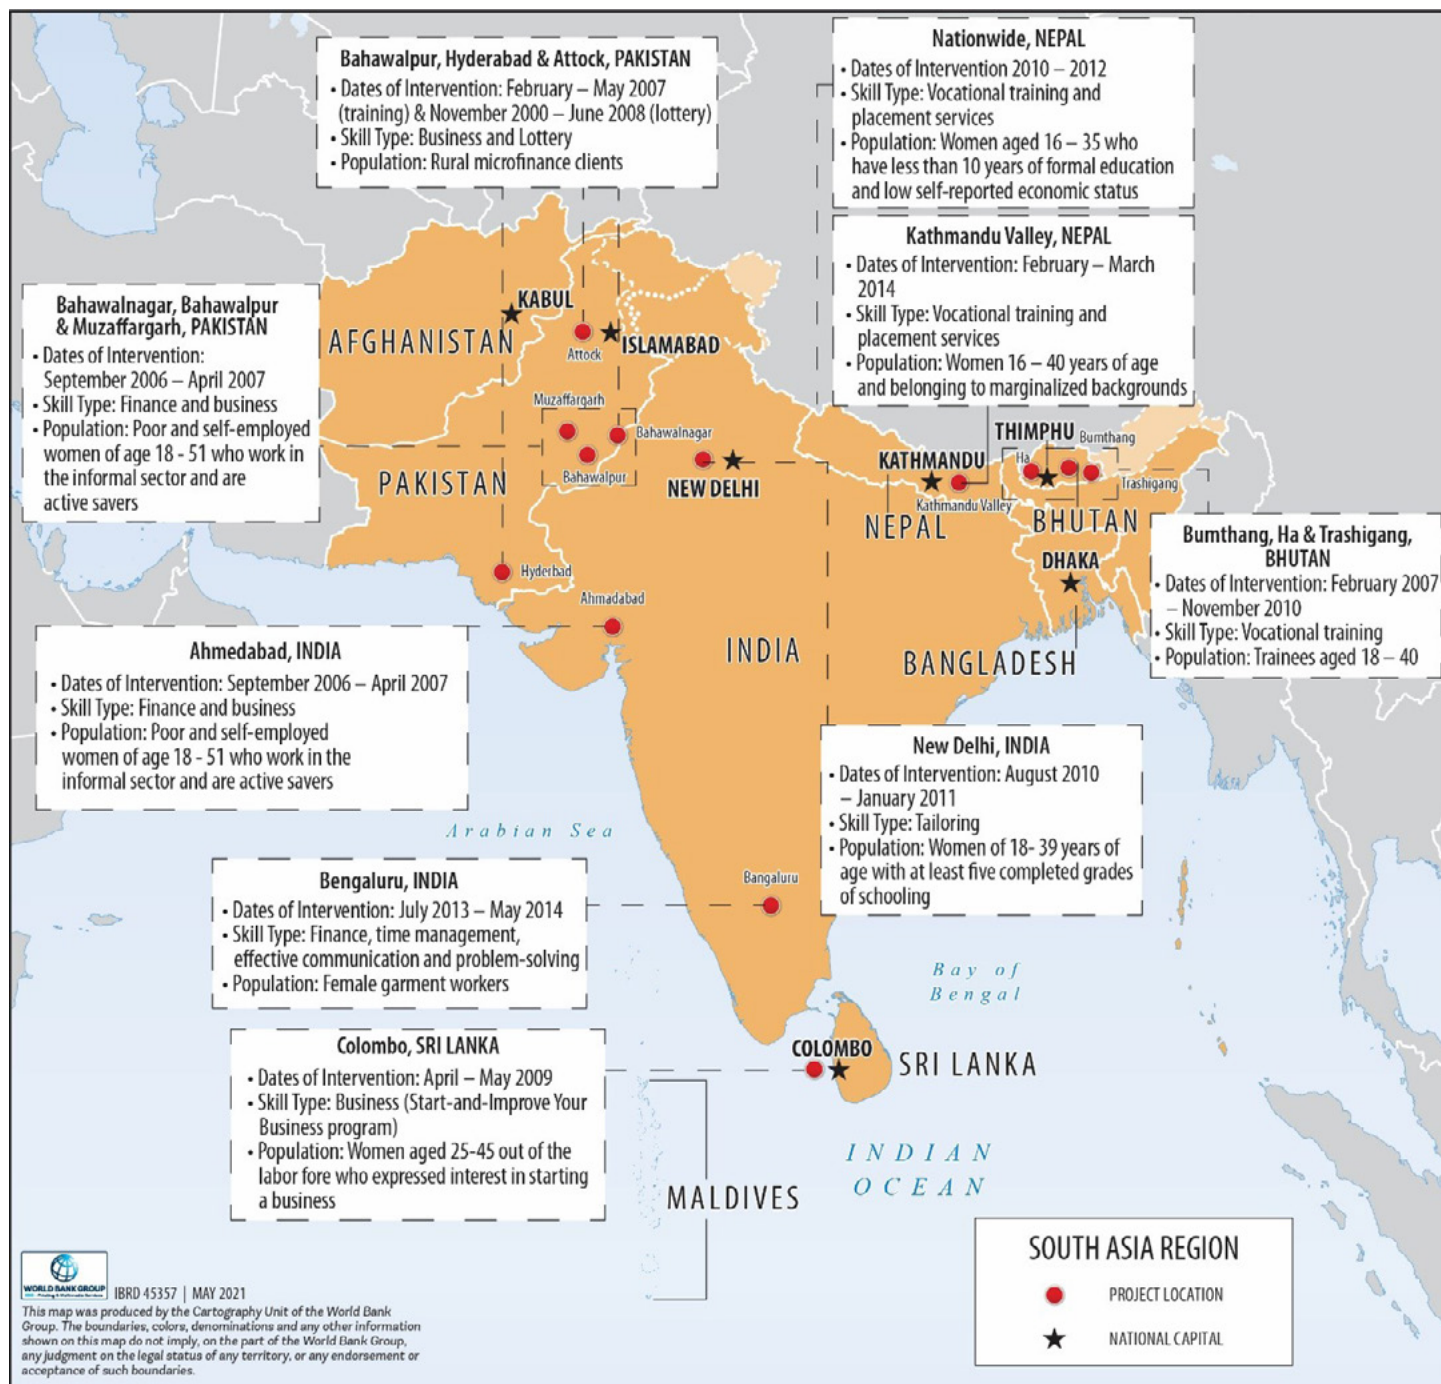 Bahawalpur, Hyderabad & Attock, PAKISTAN
• Dates of Intervention: February – May 2007
(training) & November 2000 – June 2008 (lottery)
• Skill Type: Business and Lottery
• Population: Rural microfinance clients
Nationwide, NEPAL
• Dates of Intervention 2010 – 2012
• Skill Type: Vocational training and
placement services
• Population: Women aged 16 – 35 who
have less than 10 years of formal education
and low self-reported economic status
Kathmandu Valley, NEPAL
• Dates of Intervention: February – March
2014
• Skill Type: Vocational training and
placement services
• Population: Women 16 – 40 years of age
and belonging to marginalized backgrounds
Bahawalnagar, Bahawalpur
& Muzaffargarh, PAKISTAN
• Dates of Intervention:
September 2006 – April 2007
• Skill Type: Finance and business
• Population: Poor and self-employed
women of age 18 - 51 who work in
the informal sector and are
active savers
KABUL
AFGHANISTAN
Attock
ISLAMABAD
Muzaffargarh
Bahawalnagar
Bahawalpur
PAKISTAN
NEW DELHI
KATHMANDU
Kathmandu Valley
NEPAL
THIMPHU
Bumthang
Ha
Trashigang
BHUTAN
DHAKA
Hyderbad
Ahmadabad
INDIA
BANGLADESH
Bumthang, Ha & Trashigang,
BHUTAN
• Dates of Intervention: February 2007
– November 2010
• Skill Type: Vocational training
• Population: Trainees aged 18 – 40
Ahmedabad, INDIA
• Dates of Intervention: September 2006 – April 2007
• Skill Type: Finance and business
• Population: Poor and self-employed
women of age 18 - 51 who work in the
informal sector and are active savers
New Delhi, INDIA
• Dates of Intervention: August 2010
– January 2011
• Skill Type: Tailoring
• Population: Women of 18- 39 years of
age with at least five completed grades
of schooling
Arabian Sea
Bengaluru, INDIA
• Dates of Intervention: July 2013 – May 2014
• Skill Type: Finance, time management,
effective communication and problem-solving
• Population: Female garment workers
Bangaluru
Bay of
Bengal
Colombo, SRI LANKA
• Dates of Intervention: April – May 2009
• Skill Type: Business (Start-and-Improve Your
Business program)
• Population: Women aged 25-45 out of the
labor fore who expressed interest in starting
a business
COLOMBO
SRI LANKA
INDIAN
OCEAN
MALDIVES
SOUTH ASIA REGION
PROJECT LOCATION
NATIONAL CAPITAL
WORLD BANK GROUP
IBRD 45357 | MAY 2021
This map was produced by the Cartography Unit of the World Bank
Group. The boundaries, colors, denominations and any other information
shown on this map do not imply, on the part of the World Bank Group,
any judgment on the legal status of any territory, or any endorsement or
acceptance of such boundaries.